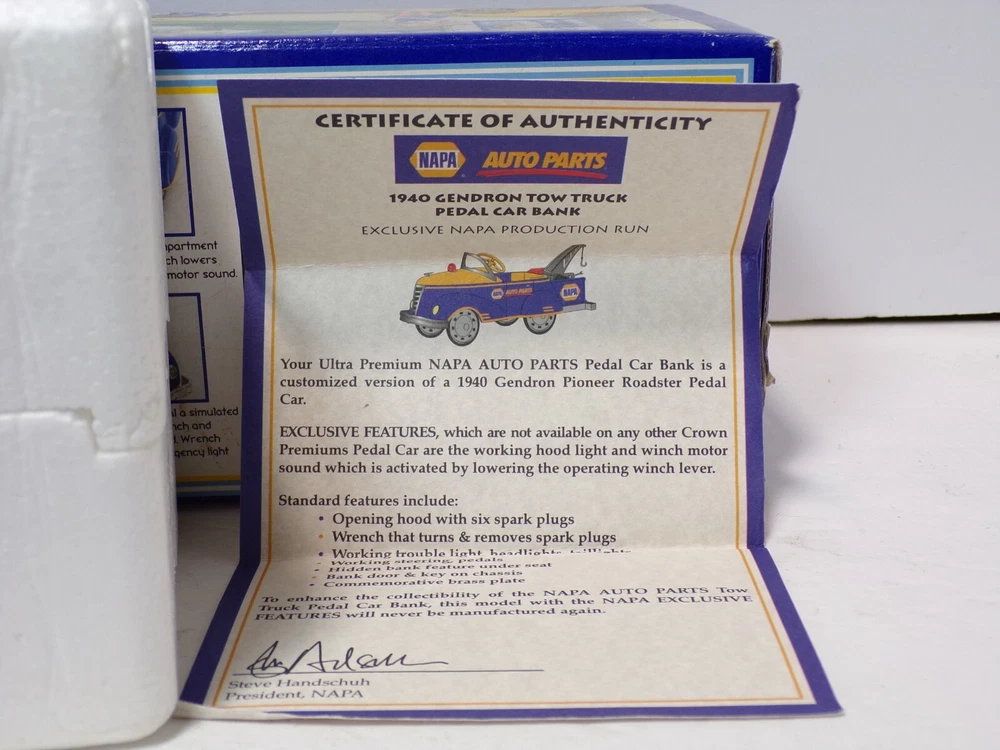 CERTIFICATE OF AUTHENTICITY
NAPA AUTO PARTS
1940 GENDRON TOW TRUCK
PEDAL CAR BANK
EXCLUSIVE NAPA PRODUCTION RUN
NAPA AUTO PARTS NAPA
Your Ultra Premium NAPA AUTO PARTS Pedal Car Bank is a
customized version of a 1940 Gendron Pioneer Roadster Pedal
Car.
EXCLUSIVE FEATURES, which are not available on any other Crown
Premiums Pedal Car are the working hood light and winch motor
sound which is activated by lowering the operating winch lever.
Standard features include:
• Opening hood with six spark plugs
• Wrench that turns & removes spark plugs
• Working trouble light, headlights, taillights
• Working steering, pedals
• Hidden bank feature under seat
• Bank door & key on chassis
• Commemorative brass plate
To enhance the collectibility of the NAPA AUTO PARTS Tow
Truck Pedal Car Bank, this model with the NAPA EXCLUSIVE
FEATURES will never be manufactured again.
Steve Handschuh
President, NAPA
lowers
motor sound.
a simulated
and
Wrench
light